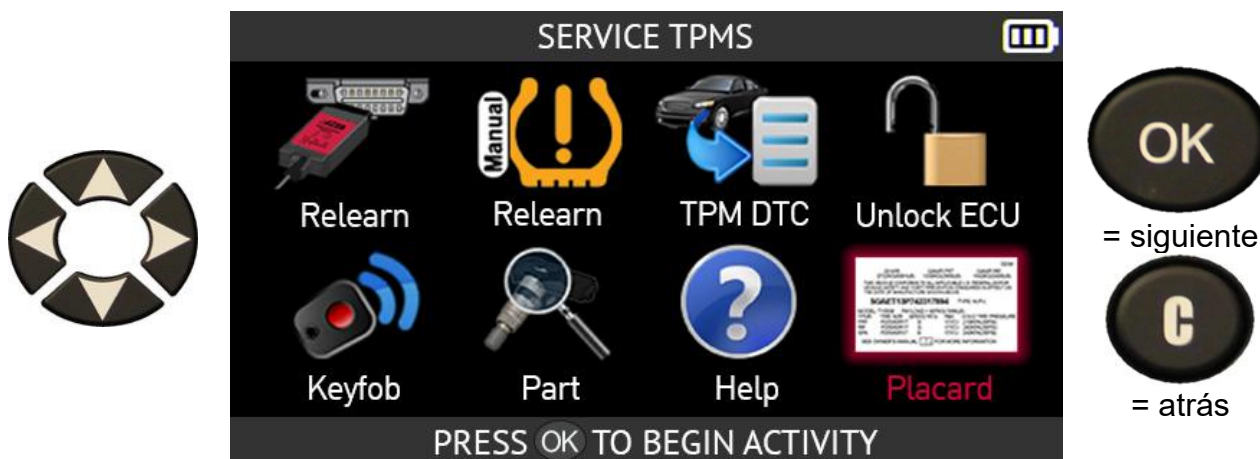 SERVICE TPMS
Manual
Relearn Relearn TPM DTC Unlock ECU
OK
= siguiente
Keyfob Part Help Placard
C
= atrás
PRESS OK TO BEGIN ACTIVITY